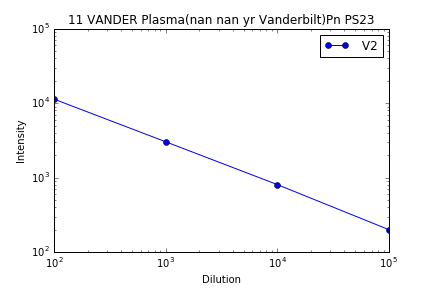 11 VANDER Plasma(nan nan yr Vanderbilt)Pn PS23
V2
Intensity
10^5
10^4
10^3
10^2
10^2 10^3 10^4 10^5
Dilution